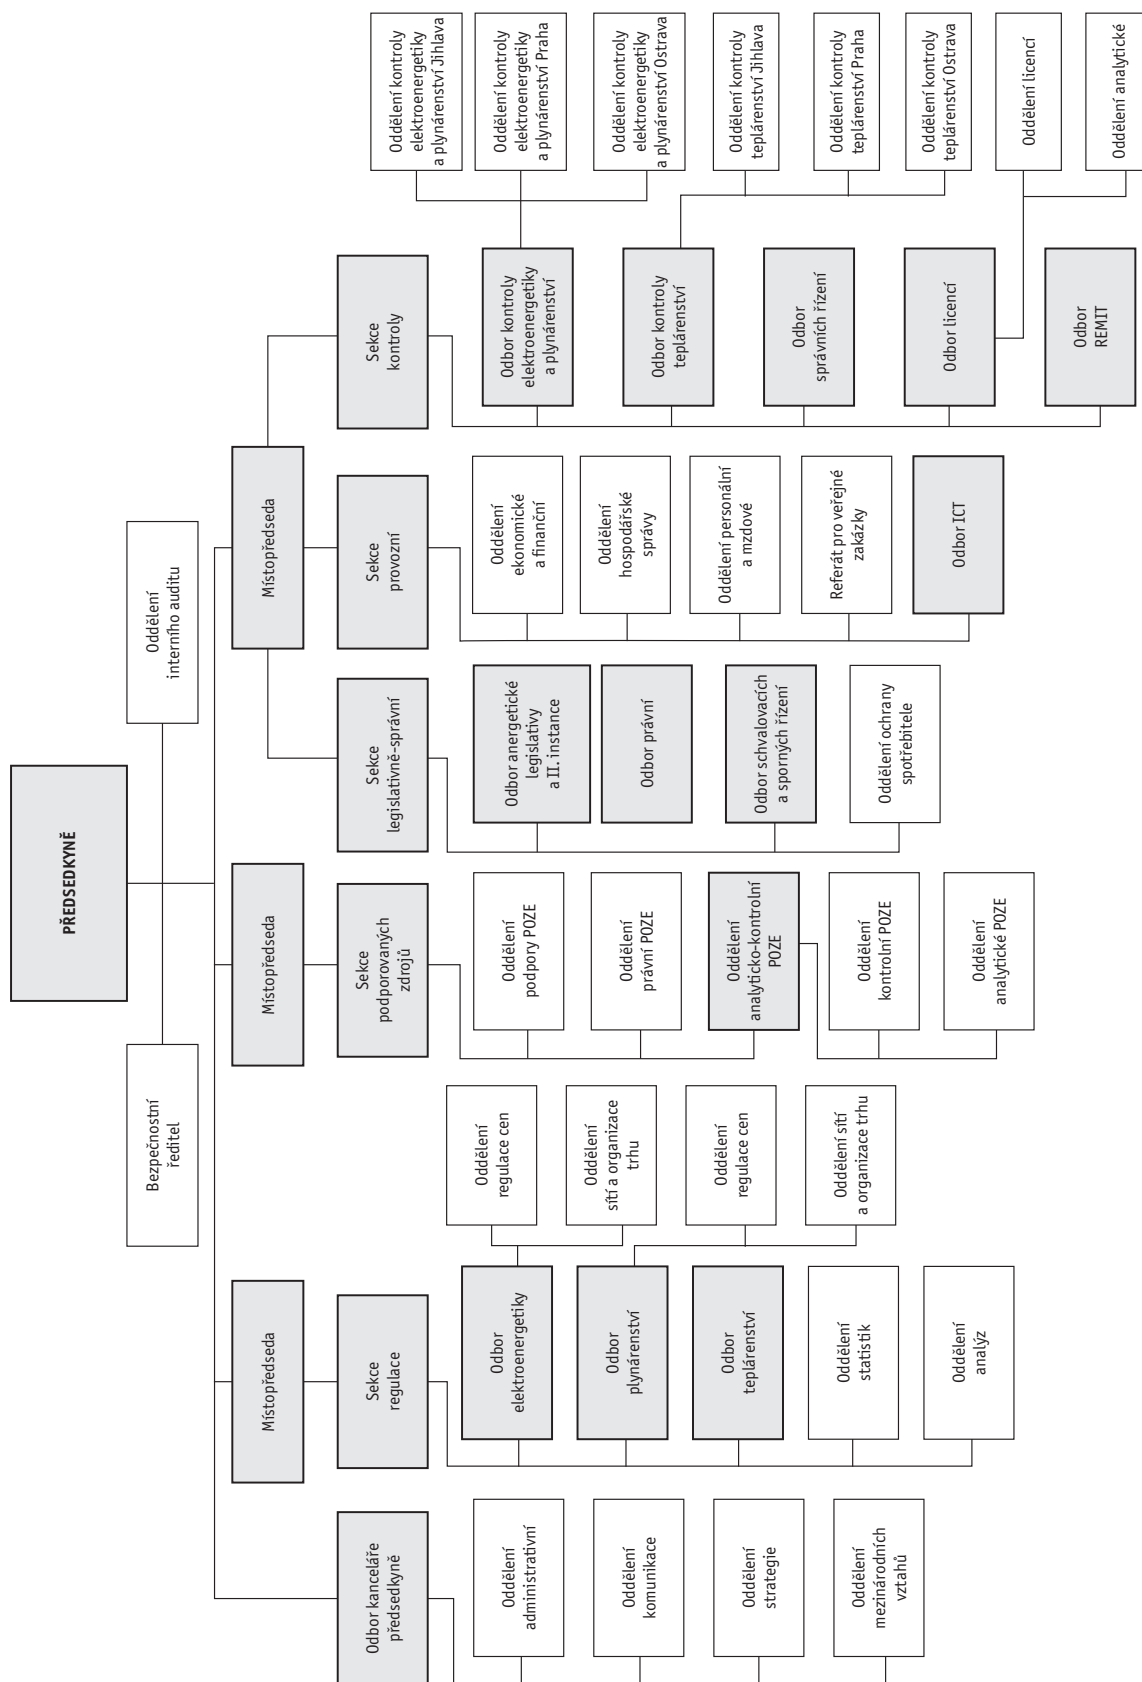 PŘEDSEDKYNĚ
Bezpečnostní
ředitel
Oddělení
interního auditu
Odbor kanceláře
předsedkyně
Oddělení
administrativní
Oddělení
komunikace
Oddělení
strategie
Oddělení
mezinárodních
vztahů
Místopředseda
Sekce
regulace
Odbor
elektroenergetiky
Oddělení
regulace cen
Oddělení
sítí a organizace
trhu
Odbor
plynárenství
Oddělení
regulace cen
Oddělení sítí
a organizace trhu
Odbor
teplárenství
Oddělení
statistik
Oddělení
analýz
Místopředseda
Sekce
podporovaných
zdrojů
Oddělení
podpory POZE
Oddělení
právní POZE
Oddělení
analyticko-kontrolní
POZE
Oddělení
kontrolní POZE
Oddělení
analytické POZE
Místopředseda
Sekce
legislativně-správní
Odbor anergetické
legislativy
a II. instance
Odbor právní
Odbor schvalovacích
a sporných řízení
Oddělení ochrany
spotřebitele
Sekce
provozní
Oddělení
ekonomické
a finanční
Oddělení
hospodářské
správy
Oddělení personální
a mzdové
Referát pro veřejné
zakázky
Odbor ICT
Sekce
kontroly
Odbor kontroly
elektroenergetiky
a plynárenství
Oddělení kontroly
elektroenergetiky
a plynárenství Jihlava
Oddělení kontroly
elektroenergetiky
a plynárenství Praha
Oddělení kontroly
elektroenergetiky
a plynárenství Ostrava
Odbor kontroly
teplárenství
Oddělení kontroly
teplárenství Jihlava
Oddělení kontroly
teplárenství Praha
Oddělení kontroly
teplárenství Ostrava
Odbor
správních řízení
Odbor licencí
Oddělení licencí
Oddělení analytické
Odbor
REMIT